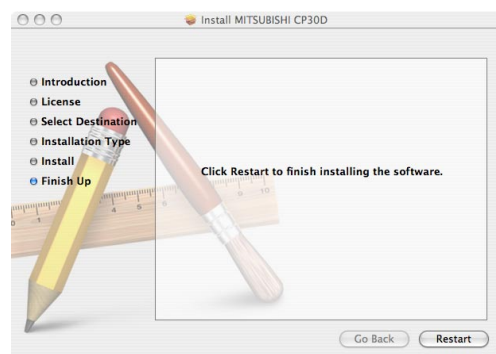 Install MITSUBISHI CP30D
Introduction
License
Select Destination
Installation Type
Install
Finish Up
Click Restart to finish installing the software.
Go Back
Restart